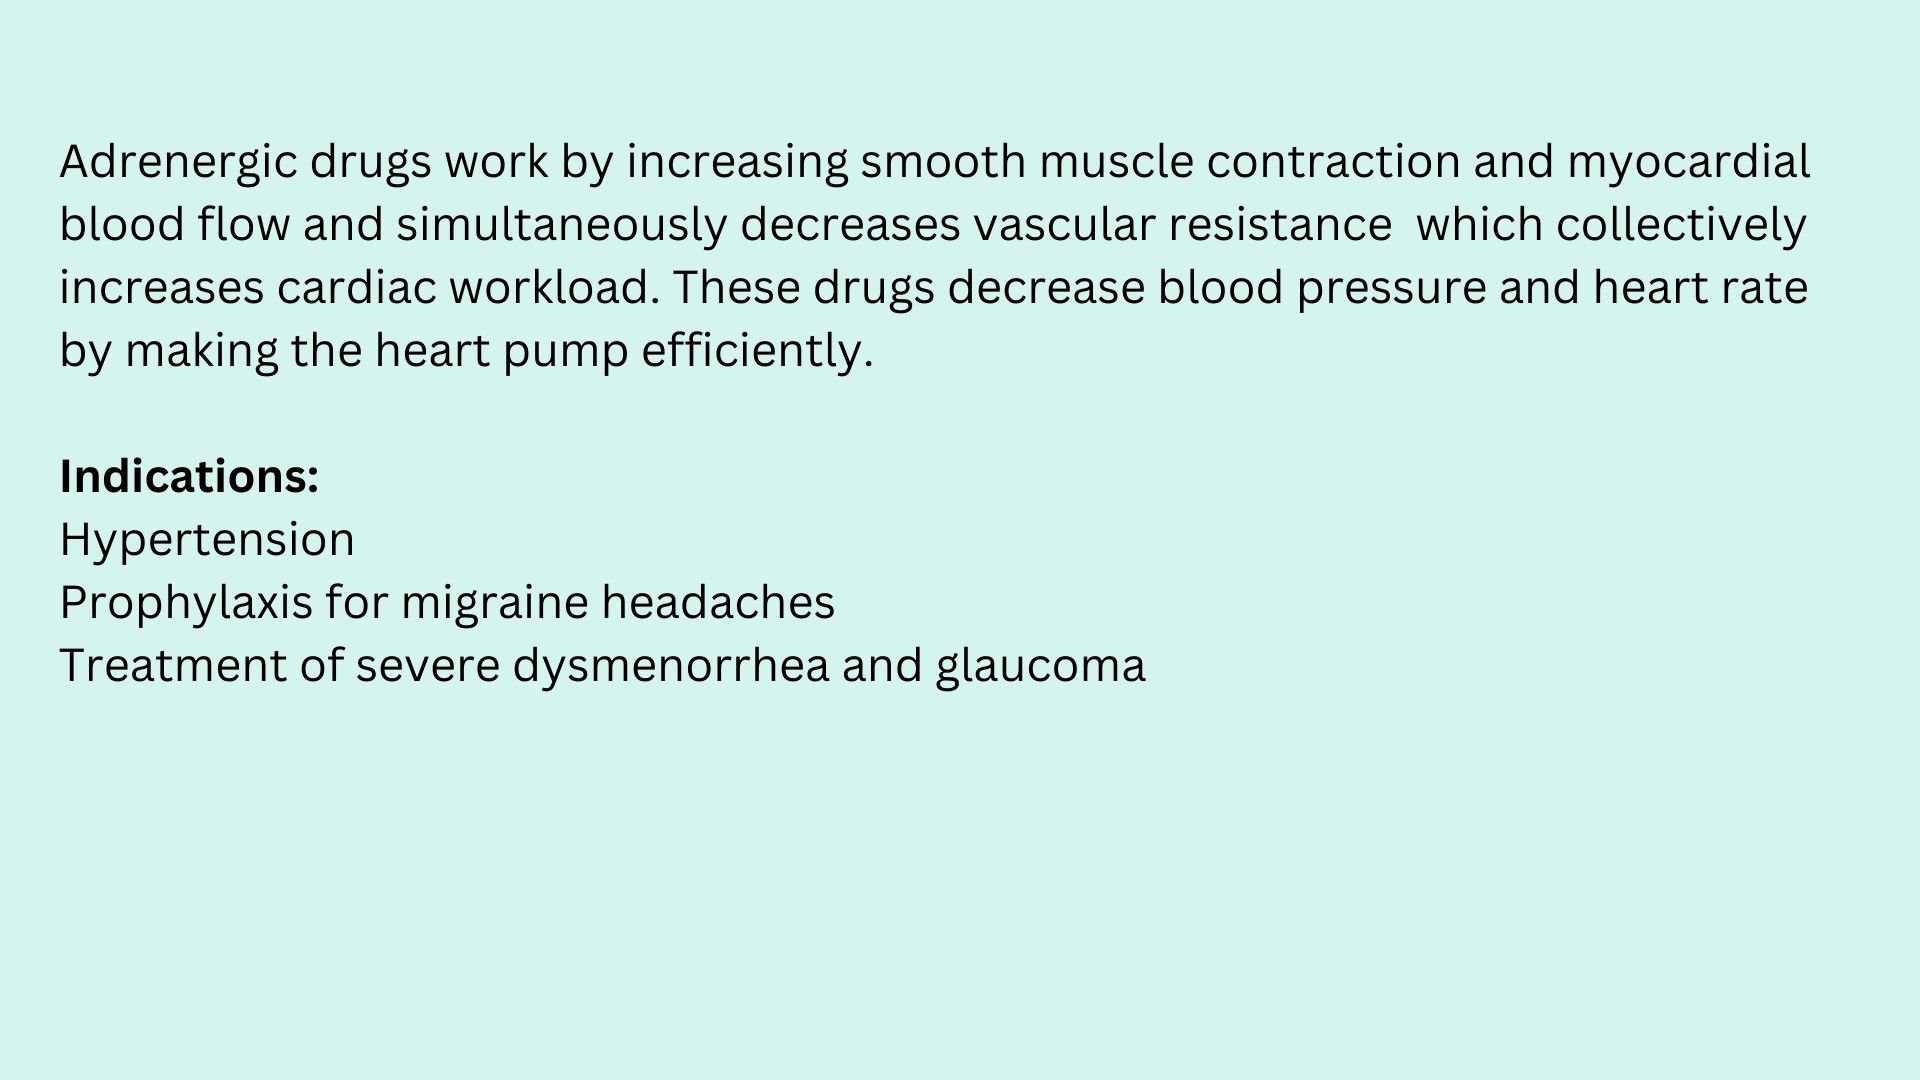 Adrenergic drugs work by increasing smooth muscle contraction and myocardial
blood flow and simultaneously decreases vascular resistance  which collectively
increases cardiac workload. These drugs decrease blood pressure and heart rate
by making the heart pump efficiently.
Indications:
Hypertension
Prophylaxis for migraine headaches
Treatment of severe dysmenorrhea and glaucoma